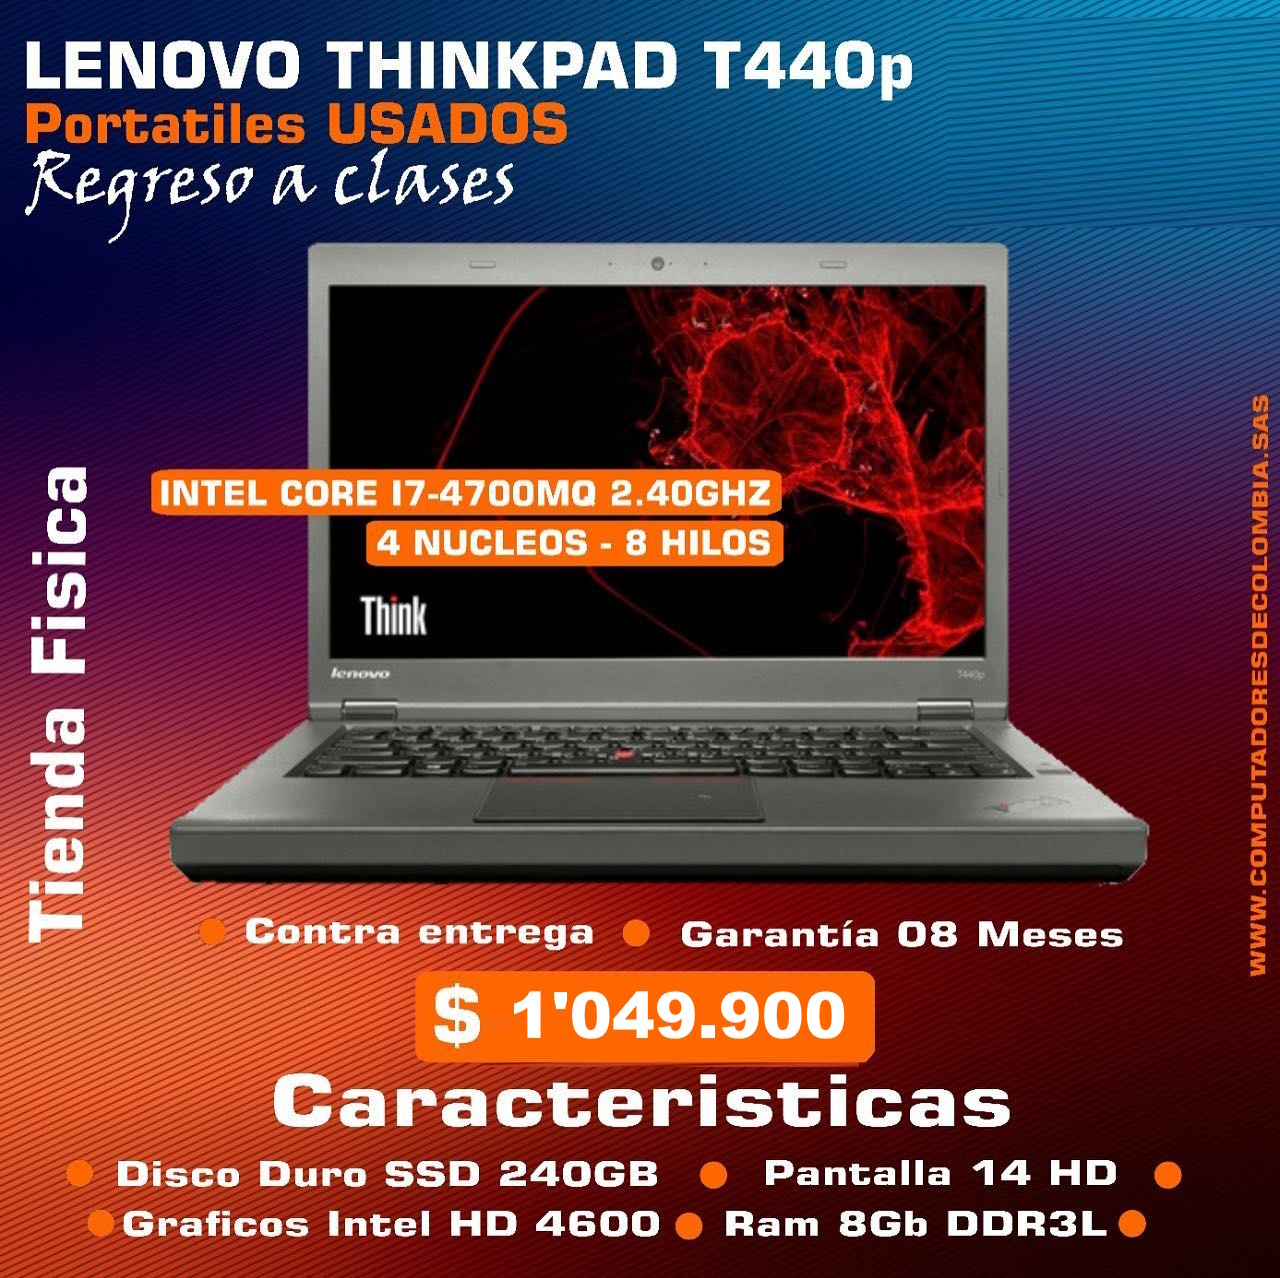 LENOVO THINKPAD T440p
Portatiles USADOS
Regreso a clases
INTEL CORE I7-4700MQ 2.40GHZ
4 NUCLEOS - 8 HILOS
Think
lenovo
T440p
Tienda Fisica
WWW.COMPUTADORESDECOLOMBIA.SAS
Contra entrega
Garantía 08 Meses
$ 1'049.900
Caracteristicas
Disco Duro SSD 240GB
Pantalla 14 HD
Graficos Intel HD 4600
Ram 8Gb DDR3L